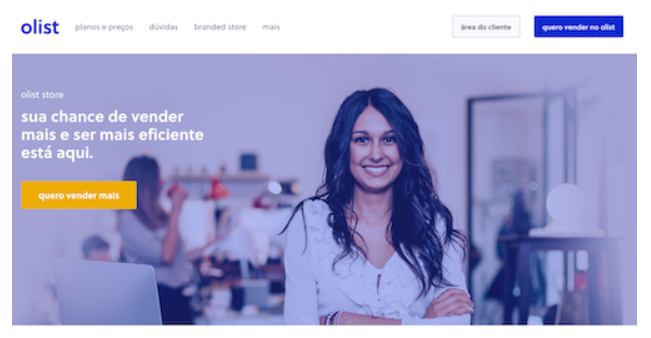 olist planos e preços dúvidas branded store mais área do cliente quero vender no olist
olist store
sua chance de vender
mais e ser mais eficiente
está aqui.
quero vender mais